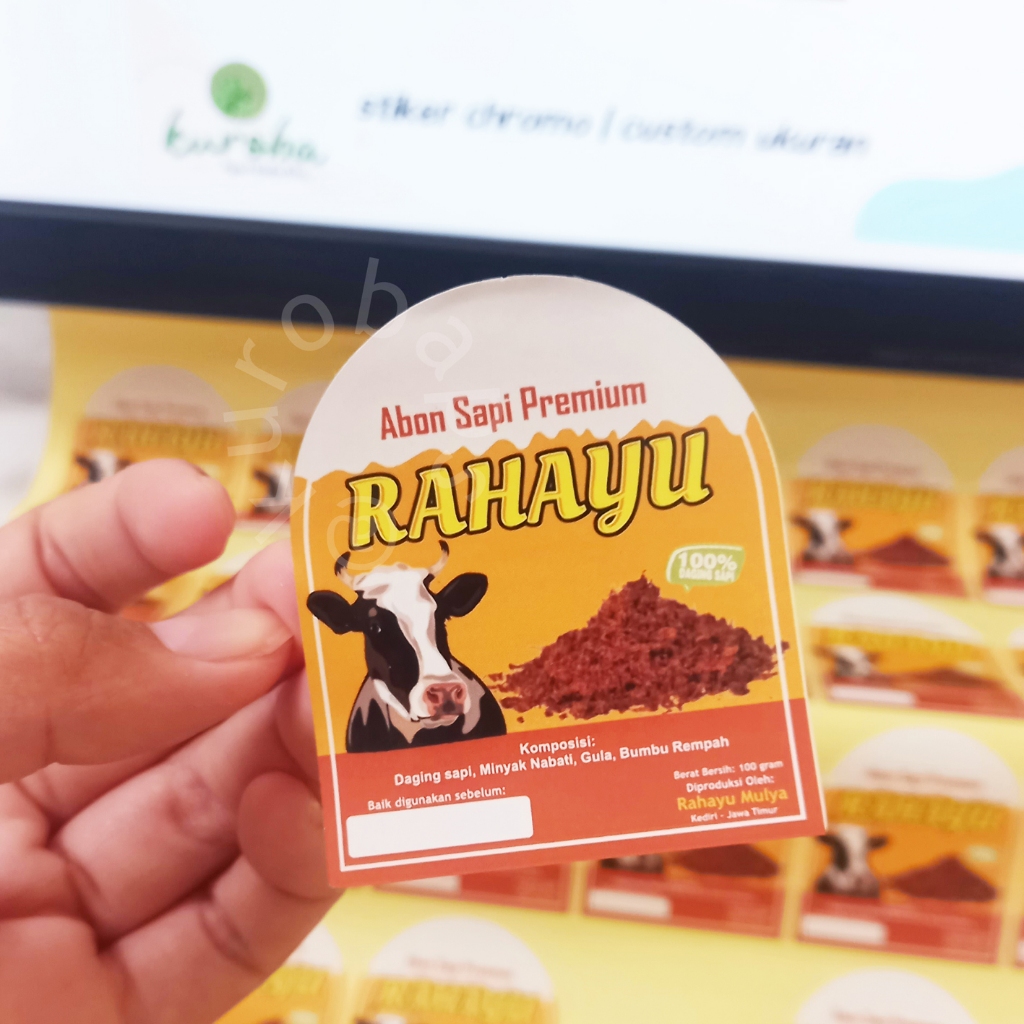 kuroba
stiker chromo | custom ukuran
kuroba
Abon Sapi Premium
RAHAYU
100%
DAGING SAPI
Komposisi:
Daging sapi, Minyak Nabati, Gula, Bumbu Rempah
Baik digunakan sebelum:
Berat Bersih: 100 gram
Diproduksi Oleh:
Rahayu Mulya
Kediri - Jawa Timur